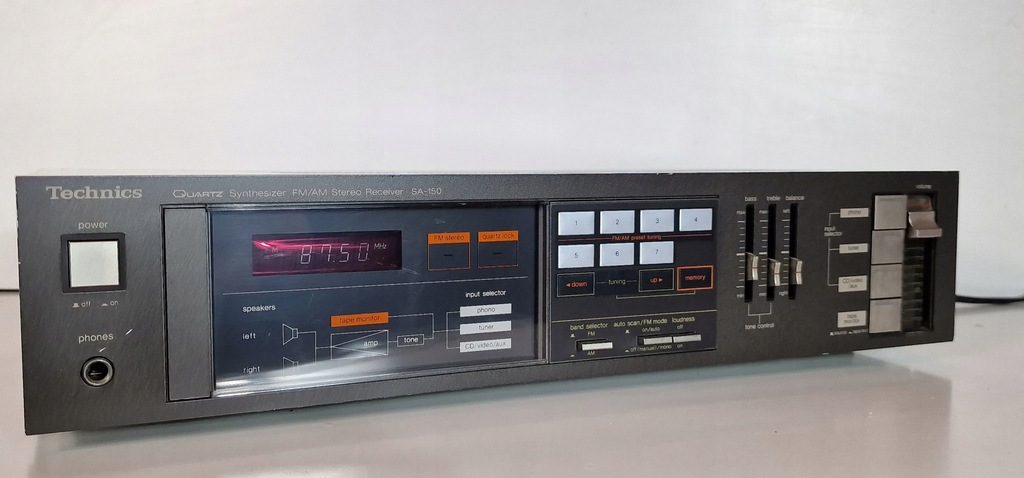 Technics
QUARTZ Synthesizer FM/AM Stereo Receiver SA-150
power
off on
phones
87.50 MHz
FM stereo
quartz lock
speakers
left
right
tape monitor
amp
tone
input selector
phono
tuner
CD/video/aux
1 2 3 4
FM/AM preset tuning
5 6 7
down
tuning
up
memory
band selector
FM
AM
auto scan/FM mode
on/auto
off (manual)/mono
loudness
off
on
bass treble balance
tone control
volume
input selector
phono
tuner
CD/video/aux
tape monitor